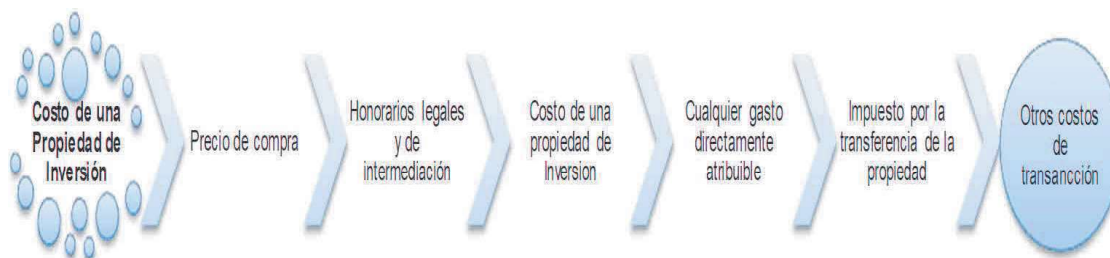 Costo de una
Propiedad de
Inversión
Precio de compra
Honorarios legales
y de
intermediación
Costo de una
propiedad de
Inversion
Cualquier gasto
directamente
atribuible
Impuesto por la
transferencia de la
propiedad
Otros costos
de
transancción